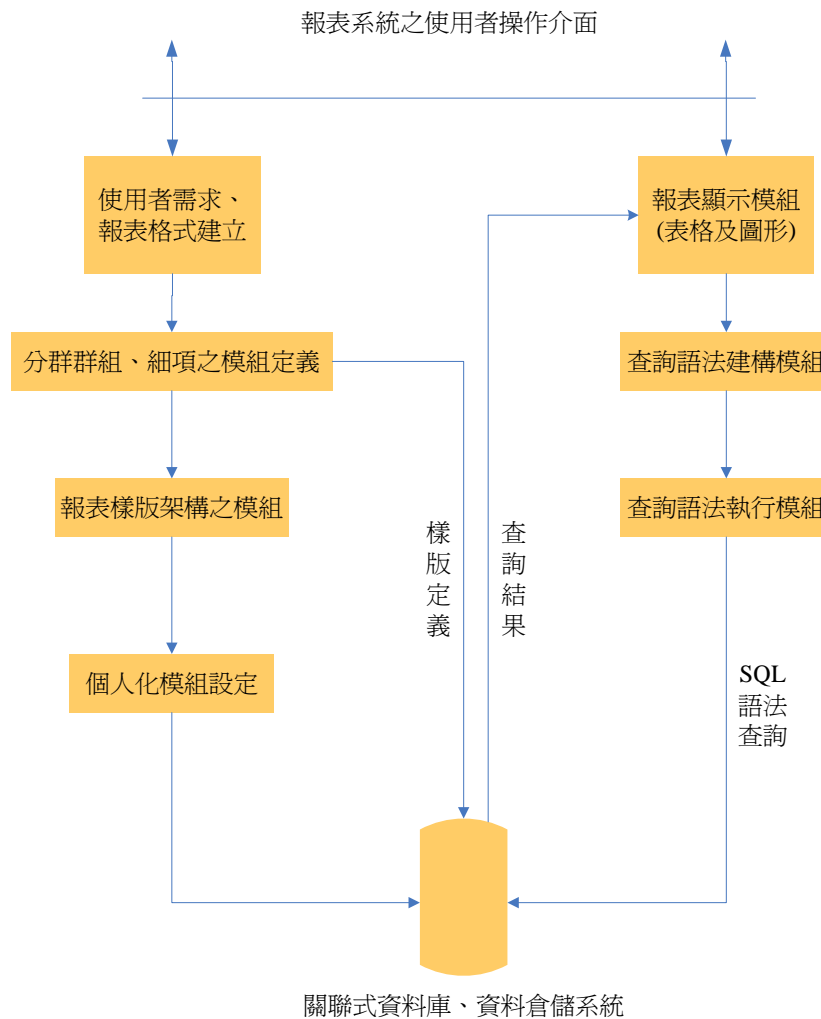 報表系統之使用者操作介面
使用者需求、
報表格式建立
報表顯示模組
(表格及圖形)
分群群組、細項之模組定義
查詢語法建構模組
報表樣版架構之模組
查詢語法執行模組
樣版定義
查詢結果
個人化模組設定
SQL
語法
查詢
關聯式資料庫、資料倉儲系統